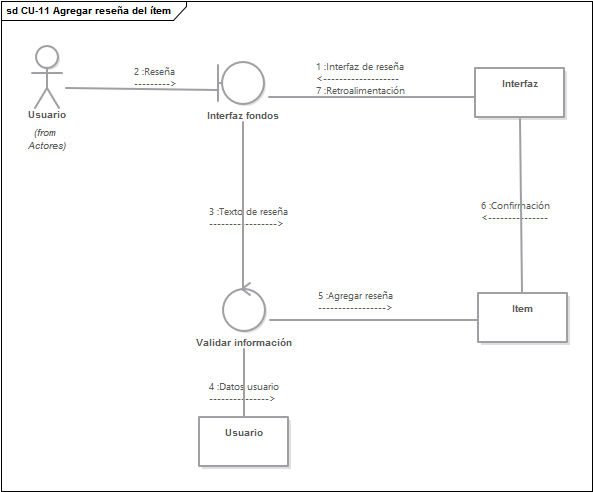 sd CU-11 Agregar reseña del ítem
1 :Interfaz de reseña
2 :Reseña
7 :Retroalimentación
Interfaz
Usuario
Interfaz fondos
(from
Actores)
6 :Confirmación
3 :Texto de reseña
5 :Agregar reseña
Item
Validar información
4 :Datos usuario
Usuario